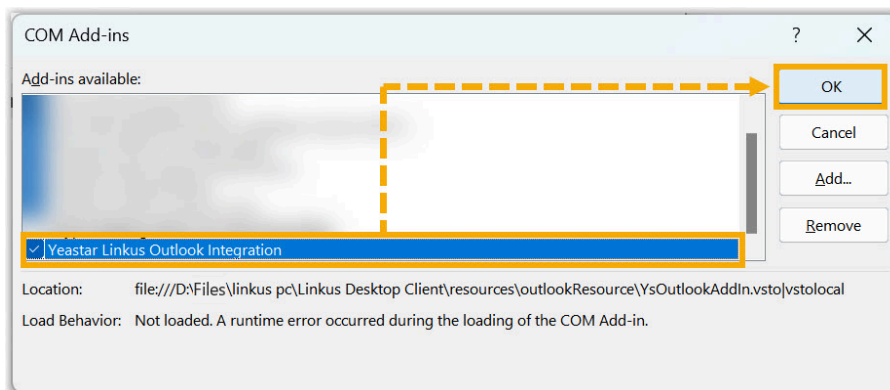 COM Add-ins
?
Add-ins available:
OK
Cancel
Add...
Remove
Yeastar Linkus Outlook Integration
Location: file:///D:\Files\linkus pc\Linkus Desktop Client\resources\outlookResource\YsOutlookAddIn.vsto|vstolocal
Load Behavior: Not loaded. A runtime error occurred during the loading of the COM Add-in.